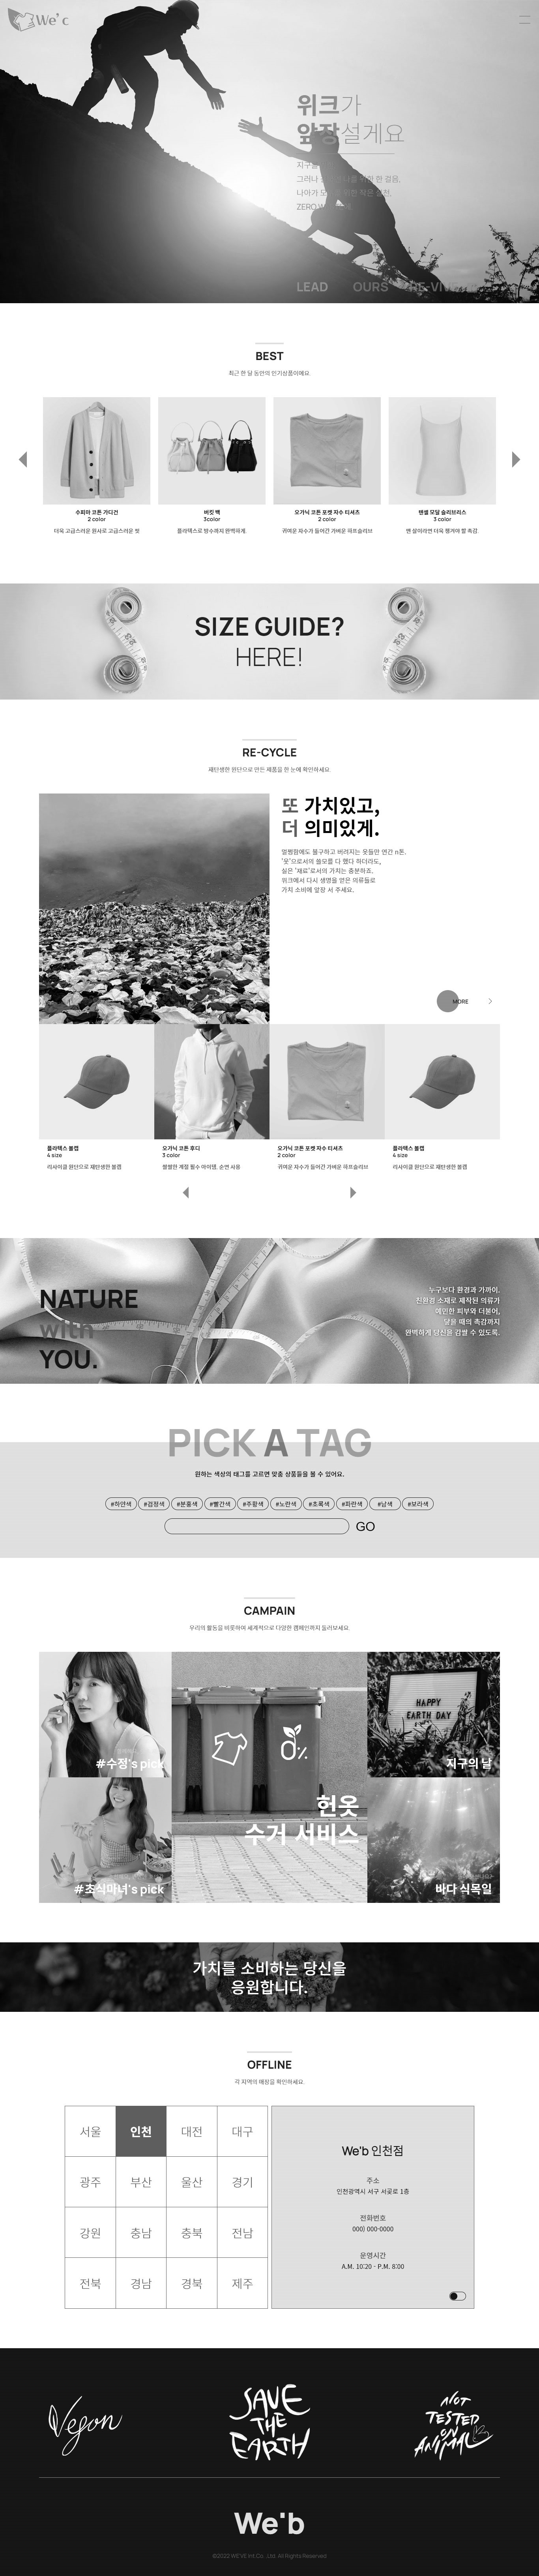 We'c
위크가
앞장설게요
지구를
그러나
한 걸음,
나아가
LEAD
OURS
RE-VIVE
BEST
최근 한 달 동안의 인기상품이에요.
수피마 코튼 가디건
2 color
더욱 고급스러운 원사로 고급스러운 멋
버킷 백
3color
플라텍스로 방수까지 완벽하게.
오가닉 코튼 포켓 자수 티셔츠
2 color
귀여운 자수가 들어간 가벼운 하프슬리브
텐셀 모달 슬리브리스
3 color
맨 살이라면 더욱 챙겨야 할 촉감
SIZE GUIDE?
HERE!
RE-CYCLE
재탄생한 원단으로 만든 제품을 한 눈에 확인하세요.
또 가치있고,
더 의미있게.
멀쩡함에도 불구하고 버려지는 옷들만 연간 n톤.
'옷'으로서의 쓸모를 다 했다 하더라도,
실은 '재료'로서의 가치는 충분하죠.
위크에서 다시 생명을 얻은 의류들로
가치 소비에 앞장 서 주세요.
MORE
플라텍스 볼캡
4 size
리사이클 원단으로 재탄생한 볼캡
오가닉 코튼 후디
3 color
쌀쌀한 계절 필수 아이템. 순면 사용
오가닉 코튼 포켓 자수 티셔츠
2 color
귀여운 자수가 들어간 가벼운 하프슬리브
플라텍스 볼캡
4 size
리사이클 원단으로 재탄생한 볼캡
NATURE
with
YOU.
누구보다 환경과 가까이.
친환경 소재로 제작된 의류가
예민한 피부와 더불어,
닿을 때의 촉감까지
완벽하게 당신을 감쌀 수 있도록.
PICK A TAG
원하는 색상의 태그를 고르면 맞춤 상품들을 볼 수 있어요.
#하얀색 #검정색 #분홍색 #빨간색 #주황색 #노란색 #초록색 #파란색 #남색 #보라색
GO
CAMPAIN
우리의 활동을 비롯하여 세계적으로 다양한 캠페인까지 둘러보세요.
#수정's pick
#초식마녀's pick
0%
헌옷
수거 서비스
HAPPY
EARTH DAY
지구의 날
바다 식목일
가치를 소비하는 당신을
응원합니다.
OFFLINE
각 지역의 매장을 확인하세요.
서울 인천 대전 대구
광주 부산 울산 경기
강원 충남 충북 전남
전북 경남 경북 제주
We'b 인천점
주소
인천광역시 서구 서곶로 1층
전화번호
000) 000-0000
운영시간
A.M. 10:20 - P.M. 8:00
Vegan
SAVE
THE
EARTH
NOT
TESTED
ON
ANIMAL
We'b
©2022 WE'VE Int.Co., Ltd. All Rights Reserved